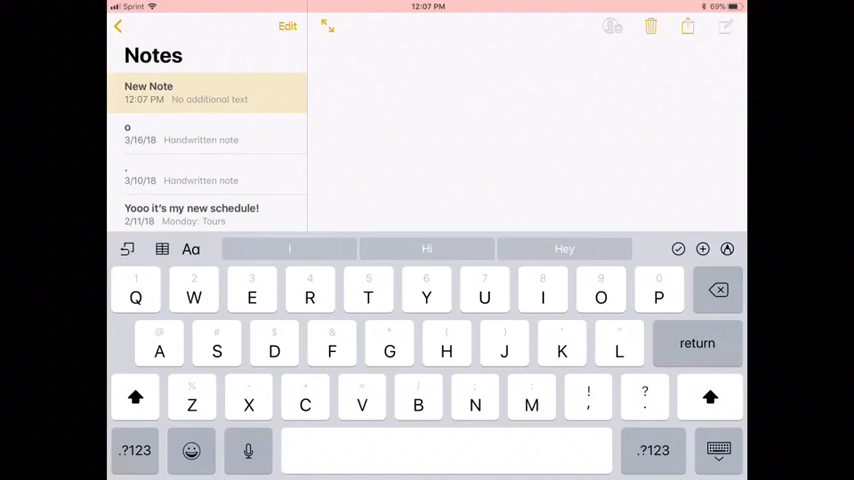 Sprint 12:07 PM 69%
Edit
Notes
New Note
12:07 PM No additional text
o
3/16/18 Handwritten note
.
3/10/18 Handwritten note
Yooo it's my new schedule!
2/11/18 Monday: Tours
Aa I Hi Hey
1 2 3 4 5 6 7 8 9 0
Q W E R T Y U I O P
@ # $ & * ( ) ' "
A S D F G H J K L return
% - + = / ; : ! ?
Z X C V B N M , .
.?123 .?123